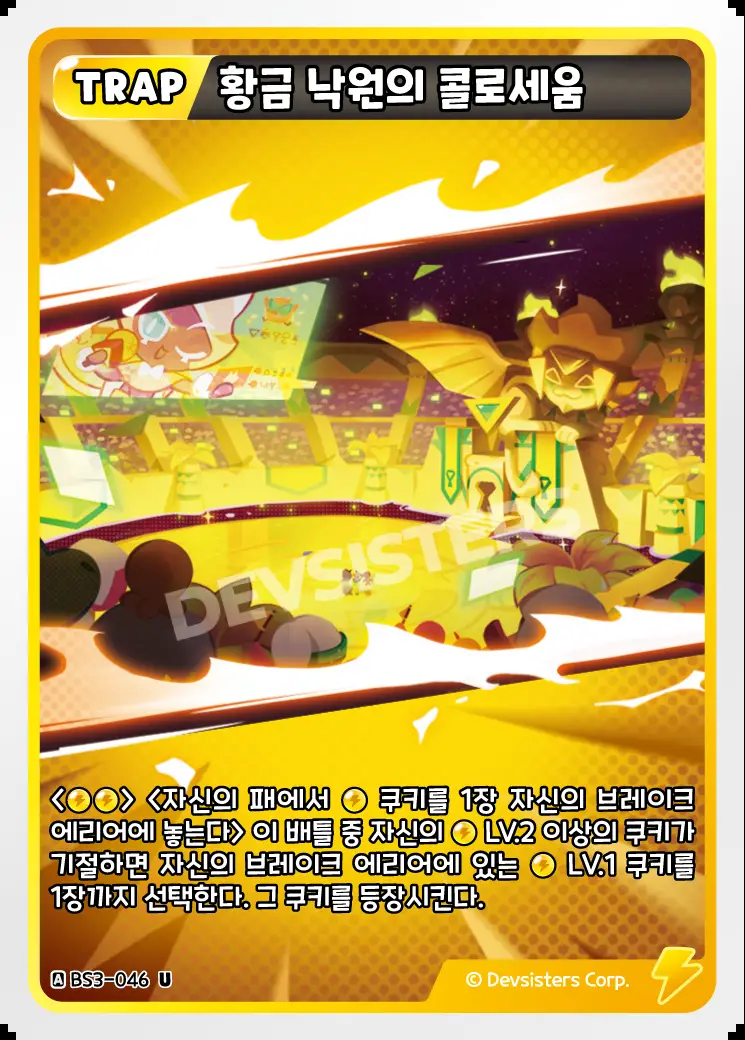 TRAP 황금 낙원의 콜로세움
DEVSISTERS
<⚡⚡> <자신의 패에서 ⚡ 쿠키를 1장 자신의 브레이크
에리어에 놓는다> 이 배틀 중 자신의 ⚡ LV.2 이상의 쿠키가
기절하면 자신의 브레이크 에리어에 있는 ⚡ LV.1 쿠키를
1장까지 선택한다. 그 쿠키를 등장시킨다.
A BS3-046 U
© Devsisters Corp.